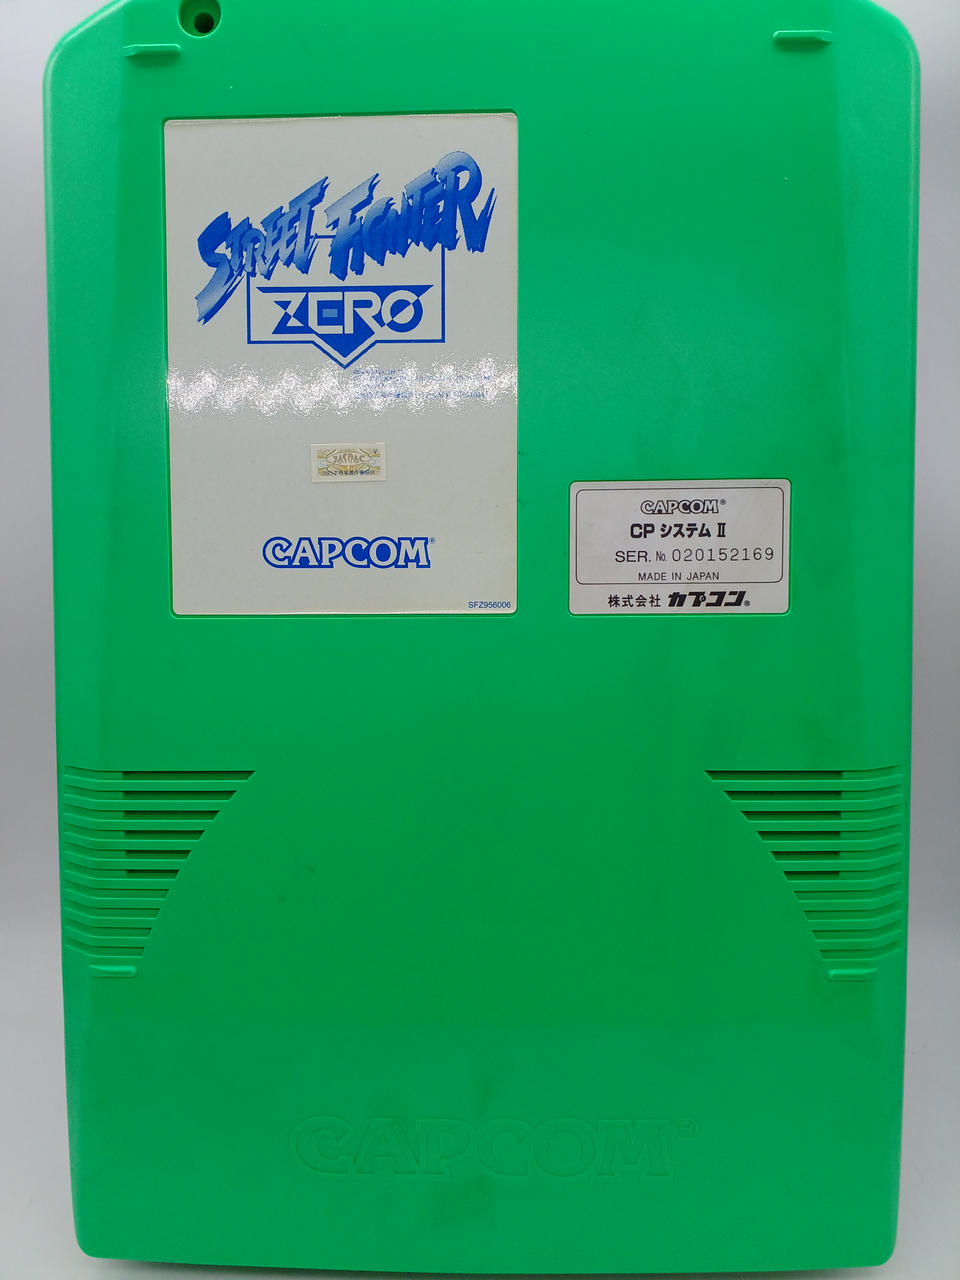 STREET FIGHTER
ZERO
JASRAC
CAPCOM®
SFZ956006
CAPCOM®
CP システム II
SER. № 020152169
MADE IN JAPAN
株式会社 カプコン®
CAPCOM®